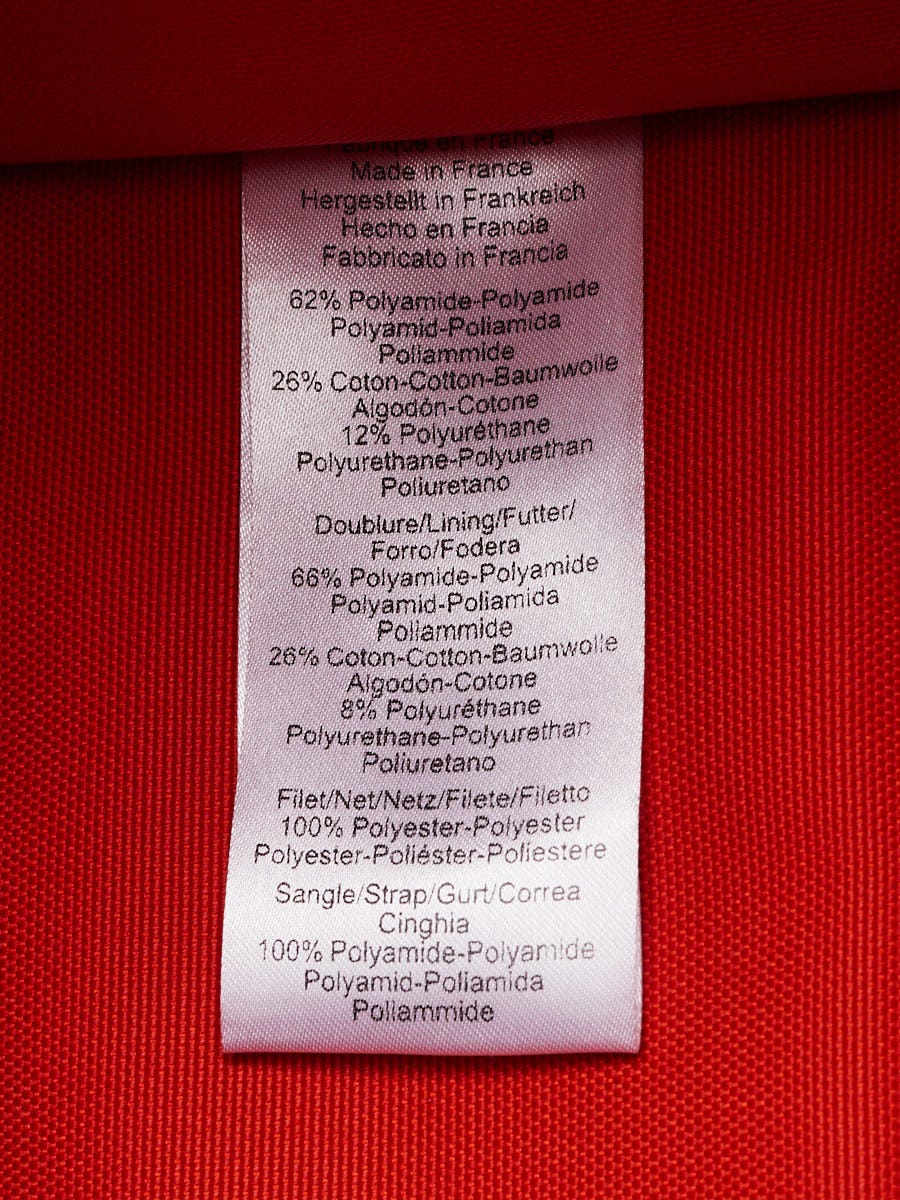 Fabriqué en France
Made in France
Hergestellt in Frankreich
Hecho en Francia
Fabbricato in Francia
62% Polyamide-Polyamide
Polyamid-Poliamida
Poliammide
26% Coton-Cotton-Baumwolle
Algodón-Cotone
12% Polyuréthane
Polyurethane-Polyurethan
Poliuretano
Doublure/Lining/Futter/
Forro/Fodera
66% Polyamide-Polyamide
Polyamid-Poliamida
Poliammide
26% Coton-Cotton-Baumwolle
Algodón-Cotone
8% Polyuréthane
Polyurethane-Polyurethan
Poliuretano
Filet/Net/Netz/Filete/Filetto
100% Polyester-Polyester
Polyester-Poliéster-Poliestere
Sangle/Strap/Gurt/Correa
Cinghia
100% Polyamide-Polyamide
Polyamid-Poliamida
Poliammide